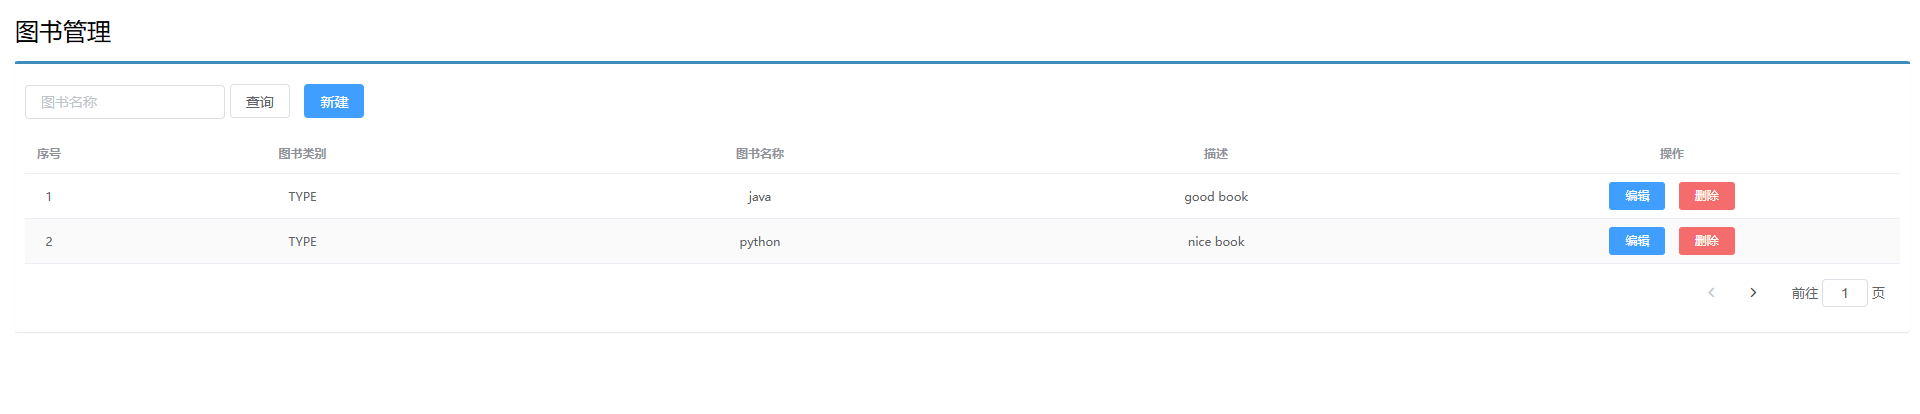 图书管理
图书名称 查询 新建
序号 图书类别 图书名称 描述 操作
1 TYPE java good book 编辑 删除
2 TYPE python nice book 编辑 删除
前往 1 页